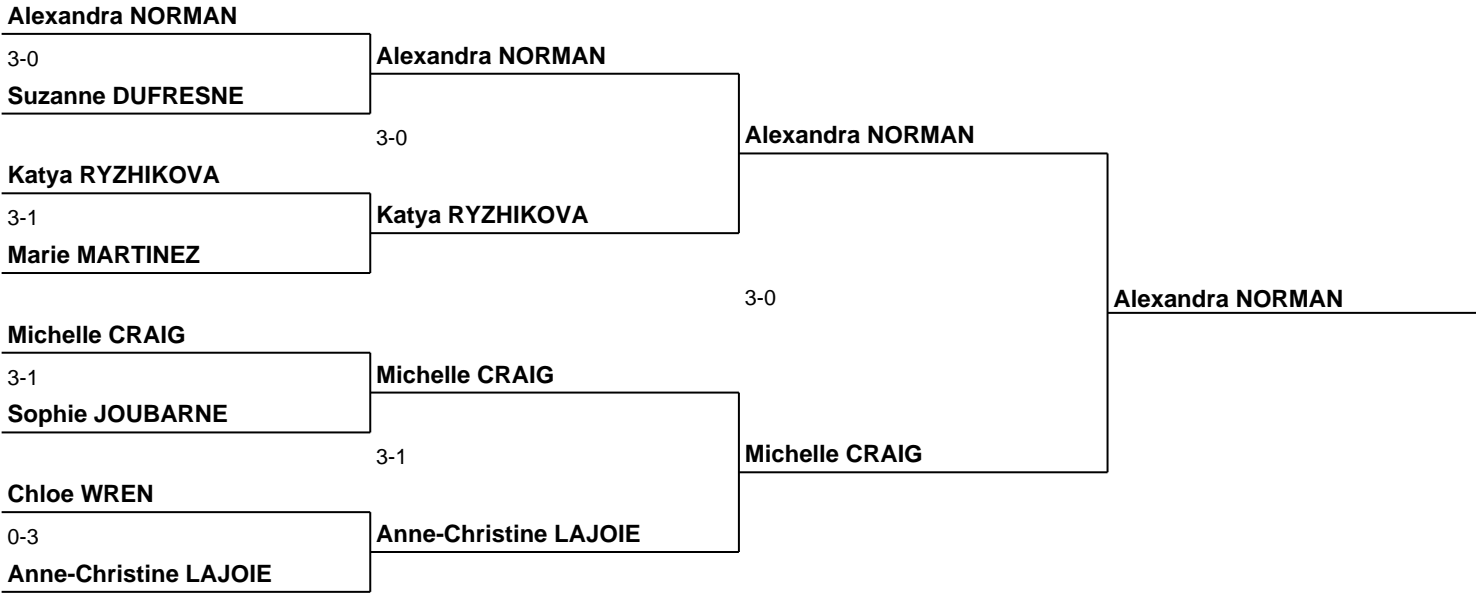 Alexandra NORMAN
3-0
Suzanne DUFRESNE
Katya RYZHIKOVA
3-1
Marie MARTINEZ
Michelle CRAIG
3-1
Sophie JOUBARNE
Chloe WREN
0-3
Anne-Christine LAJOIE
Alexandra NORMAN
3-0
Katya RYZHIKOVA
Michelle CRAIG
3-1
Anne-Christine LAJOIE
Alexandra NORMAN
3-0
Michelle CRAIG
Alexandra NORMAN